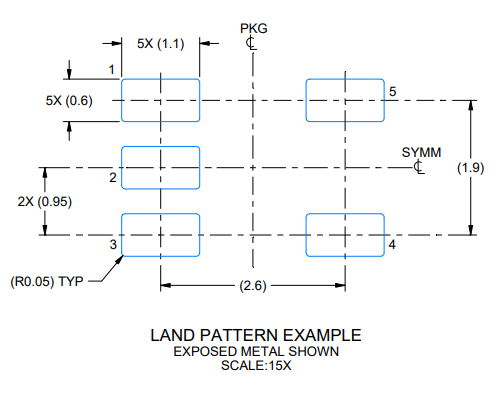 PKG
℄
5X (1.1)
1
5
5X (0.6)
SYMM
℄
(1.9)
2
2X (0.95)
3
4
(R0.05) TYP
(2.6)
LAND PATTERN EXAMPLE
EXPOSED METAL SHOWN
SCALE:15X